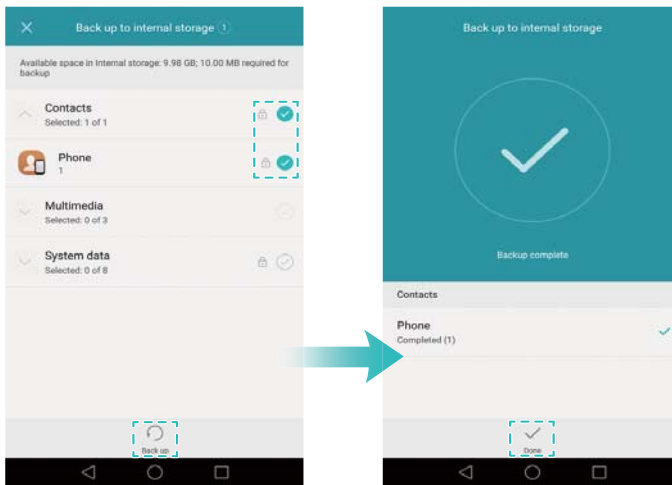 Back up to internal storage 1
Available space in Internal storage: 9.98 GB; 10.00 MB required for
backup
Contacts
Selected: 1 of 1
Phone
1
Multimedia
Selected: 0 of 3
System data
Selected: 0 of 8
Back up
Back up to internal storage
Backup complete
Contacts
Phone
Completed (1)
Done